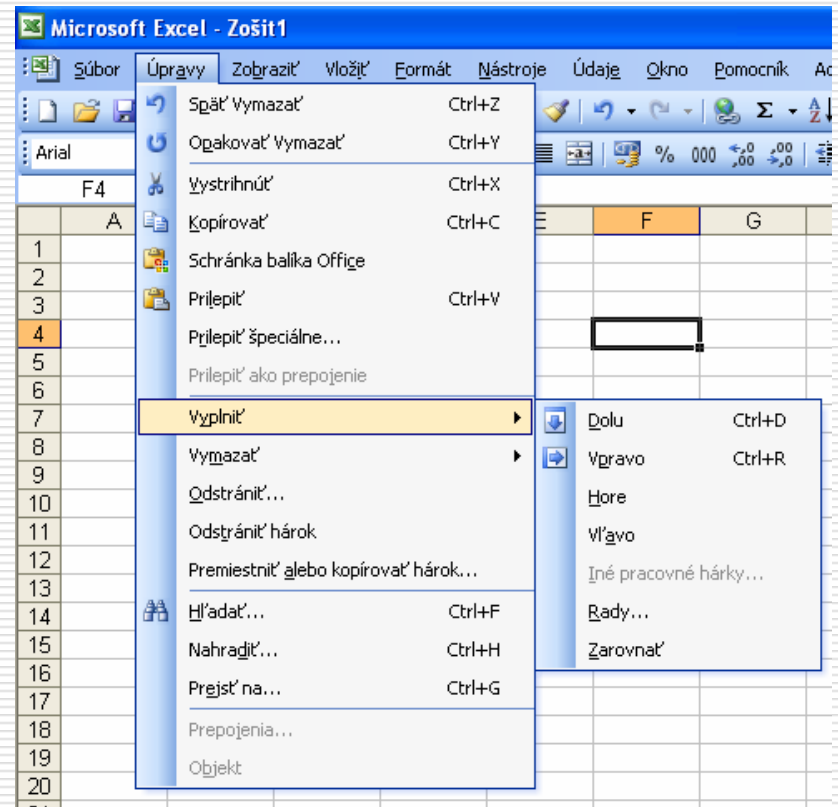 Microsoft Excel - Zošit1
Súbor Úpravy Zobraziť Vložiť Formát Nástroje Údaje Okno Pomocník
Σ
Arial % 000 ,00 ,00
F4
A E F G
Späť Vymazať Ctrl+Z
Opakovať Vymazať Ctrl+Y
Vystrihnúť Ctrl+X
Kopírovať Ctrl+C
Schránka balíka Office
Prilepiť Ctrl+V
Prilepiť špeciálne...
Prilepiť ako prepojenie
Vyplniť
Vymazať
Odstrániť...
Odstrániť hárok
Premiestniť alebo kopírovať hárok...
Hľadať... Ctrl+F
Nahradiť... Ctrl+H
Prejsť na... Ctrl+G
Prepojenia...
Objekt
Dolu Ctrl+D
Vpravo Ctrl+R
Hore
Vľavo
Iné pracovné hárky...
Rady...
Zarovnať
1
2
3
4
5
6
7
8
9
10
11
12
13
14
15
16
17
18
19
20